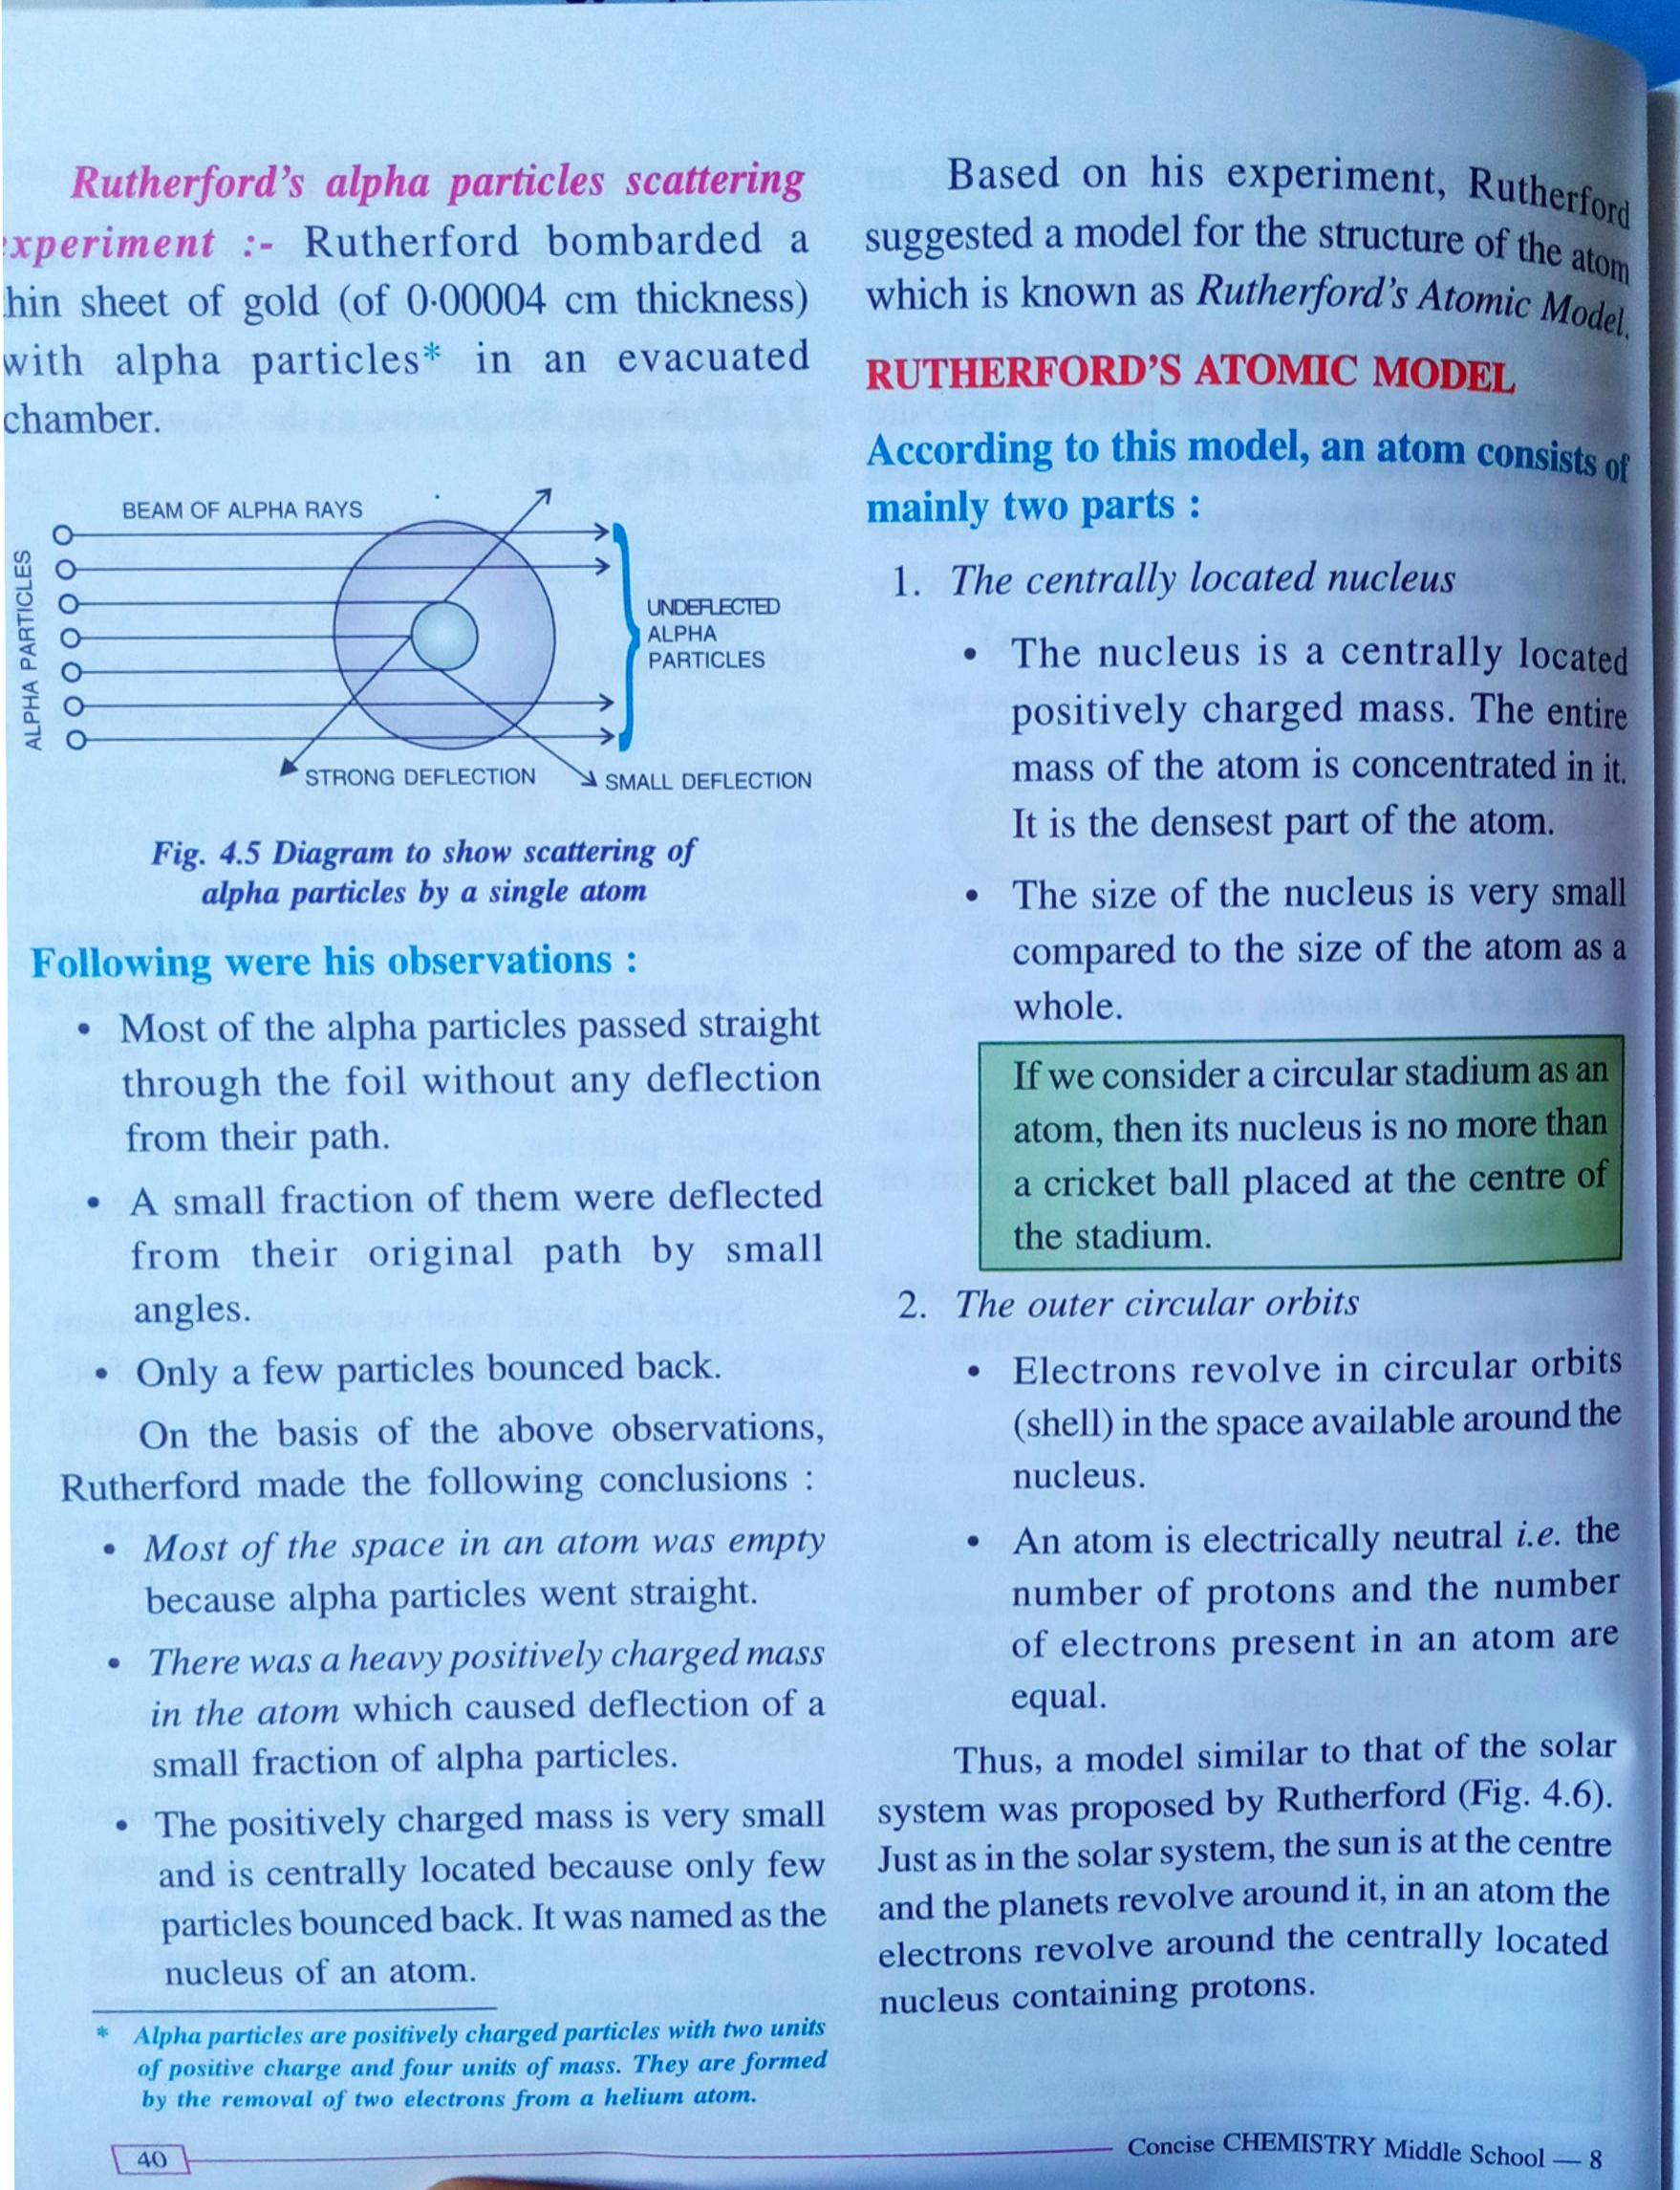 Rutherford's alpha particles scattering
xperiment :- Rutherford bombarded a
hin sheet of gold (of 0·00004 cm thickness)
with alpha particles* in an evacuated
chamber.
BEAM OF ALPHA RAYS
ALPHA PARTICLES
UNDEFLECTED
ALPHA
PARTICLES
STRONG DEFLECTION
SMALL DEFLECTION
Fig. 4.5 Diagram to show scattering of
alpha particles by a single atom
Following were his observations :
• Most of the alpha particles passed straight
through the foil without any deflection
from their path.
• A small fraction of them were deflected
from their original path by small
angles.
• Only a few particles bounced back.
On the basis of the above observations,
Rutherford made the following conclusions :
• Most of the space in an atom was empty
because alpha particles went straight.
• There was a heavy positively charged mass
in the atom which caused deflection of a
small fraction of alpha particles.
• The positively charged mass is very small
and is centrally located because only few
particles bounced back. It was named as the
nucleus of an atom.
* Alpha particles are positively charged particles with two units
of positive charge and four units of mass. They are formed
by the removal of two electrons from a helium atom.
Based on his experiment, Rutherford
suggested a model for the structure of the atom
which is known as Rutherford's Atomic Model.
RUTHERFORD'S ATOMIC MODEL
According to this model, an atom consists of
mainly two parts :
1. The centrally located nucleus
• The nucleus is a centrally located
positively charged mass. The entire
mass of the atom is concentrated in it.
It is the densest part of the atom.
• The size of the nucleus is very small
compared to the size of the atom as a
whole.
If we consider a circular stadium as an
atom, then its nucleus is no more than
a cricket ball placed at the centre of
the stadium.
2. The outer circular orbits
• Electrons revolve in circular orbits
(shell) in the space available around the
nucleus.
• An atom is electrically neutral i.e. the
number of protons and the number
of electrons present in an atom are
equal.
Thus, a model similar to that of the solar
system was proposed by Rutherford (Fig. 4.6).
Just as in the solar system, the sun is at the centre
and the planets revolve around it, in an atom the
electrons revolve around the centrally located
nucleus containing protons.
40
Concise CHEMISTRY Middle School — 8